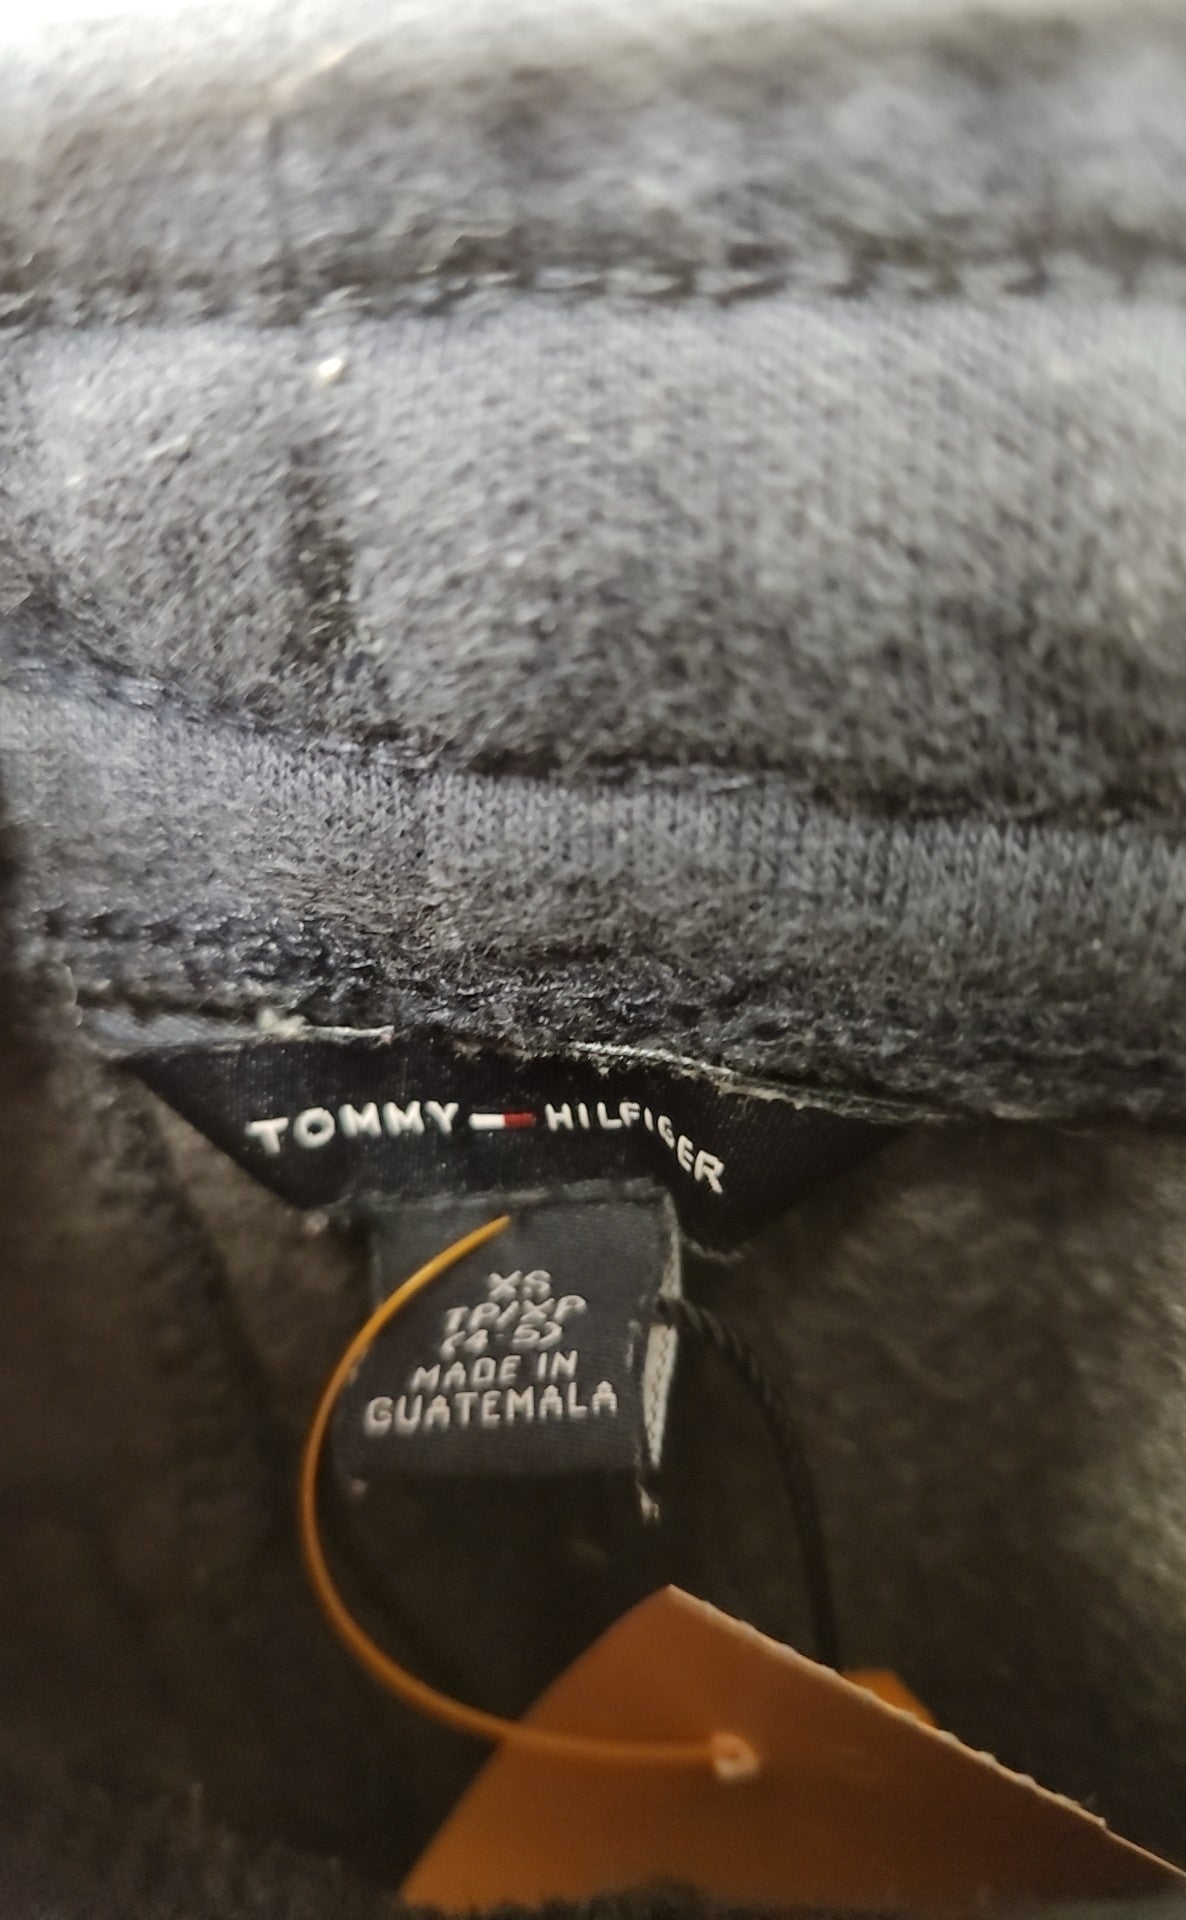 TOMMY HILFIGER
XS
TP/XP
(4-5)
MADE IN
GUATEMALA